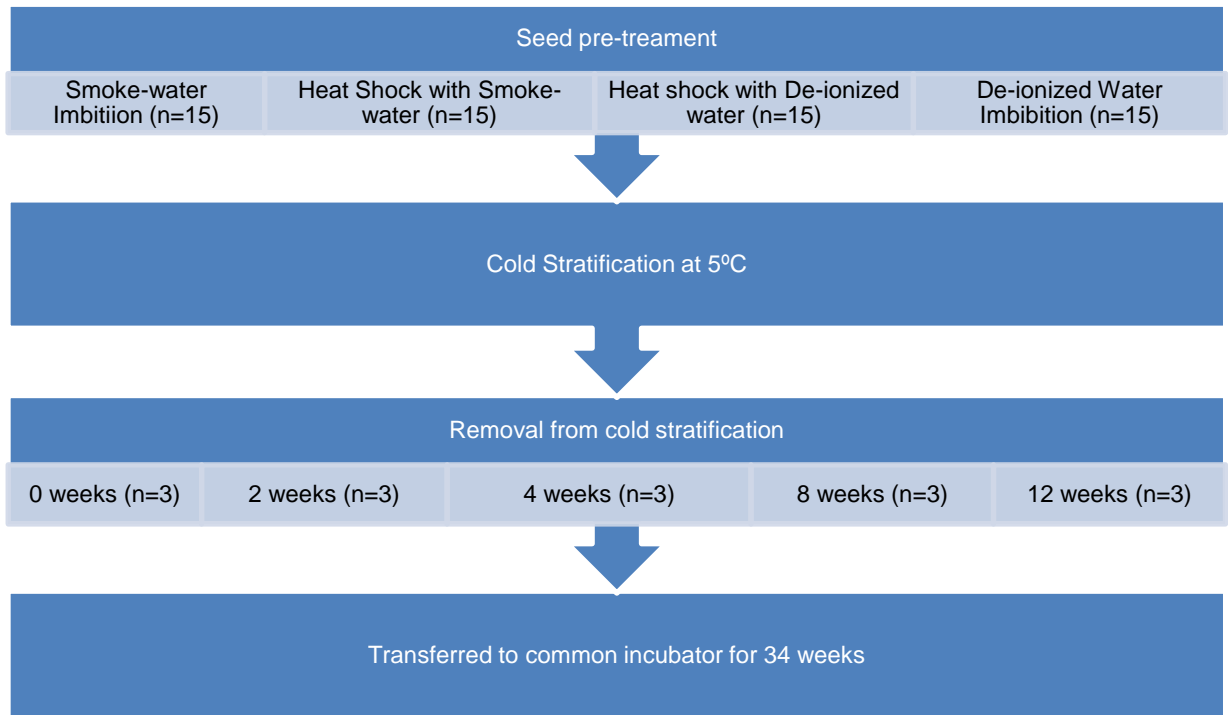 Seed pre-treament
Smoke-water
Imbitiion (n=15)
Heat Shock with Smoke-
water (n=15)
Heat shock with De-ionized
water (n=15)
De-ionized Water
Imbibition (n=15)
Cold Stratification at 5ºC
Removal from cold stratification
0 weeks (n=3)
2 weeks (n=3)
4 weeks (n=3)
8 weeks (n=3)
12 weeks (n=3)
Transferred to common incubator for 34 weeks